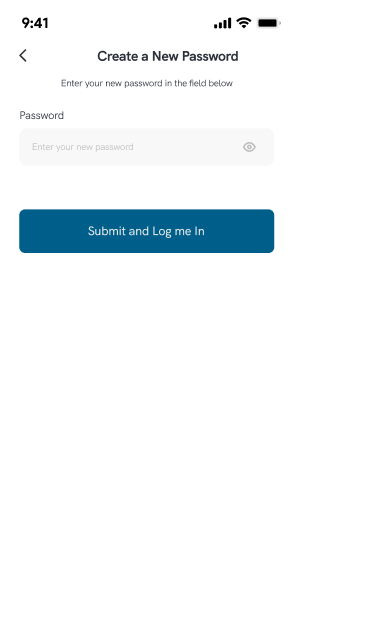 9:41
Create a New Password
Enter your new password in the field below
Password
Enter your new password
Submit and Log me In